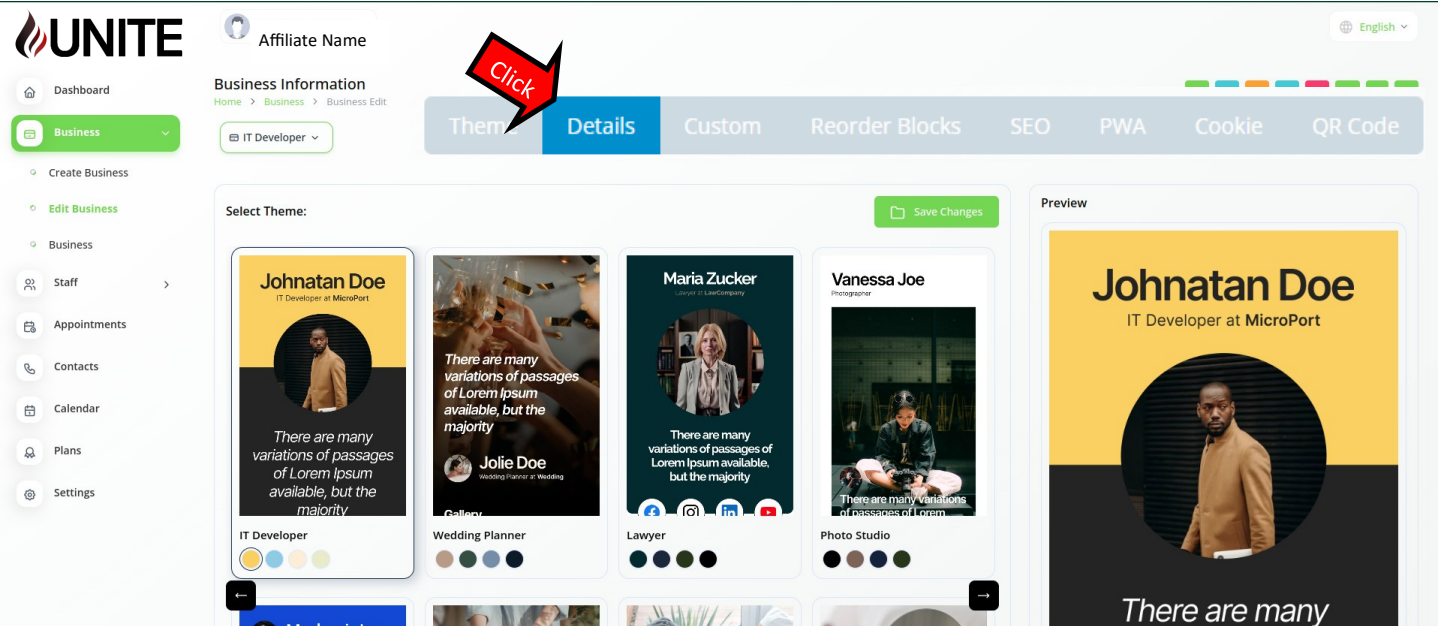 UNITE
Affiliate Name
English
Click
Dashboard
Business
Create Business
Edit Business
Business
Staff
Appointments
Contacts
Calendar
Plans
Settings
Business Information
Home > Business > Business Edit
IT Developer
Details
Custom
Reorder Blocks
SEO
PWA
Cookie
QR Code
Select Theme:
Save Changes
Johnatan Doe
IT Developer at MicroPort
There are many
variations of passages
of Lorem Ipsum
available, but the
majority
IT Developer
There are many
variations of passages
of Lorem Ipsum
available, but the
majority
Jolie Doe
Wedding Planner at Wedding
Gallery
Wedding Planner
Maria Zucker
Lawyer at LawCompany
There are many
variations of passages of
Lorem Ipsum available,
but the majority
Lawyer
Vanessa Joe
Photographer
There are many variations
of passages of Lorem
Photo Studio
Preview
Johnatan Doe
IT Developer at MicroPort
There are many